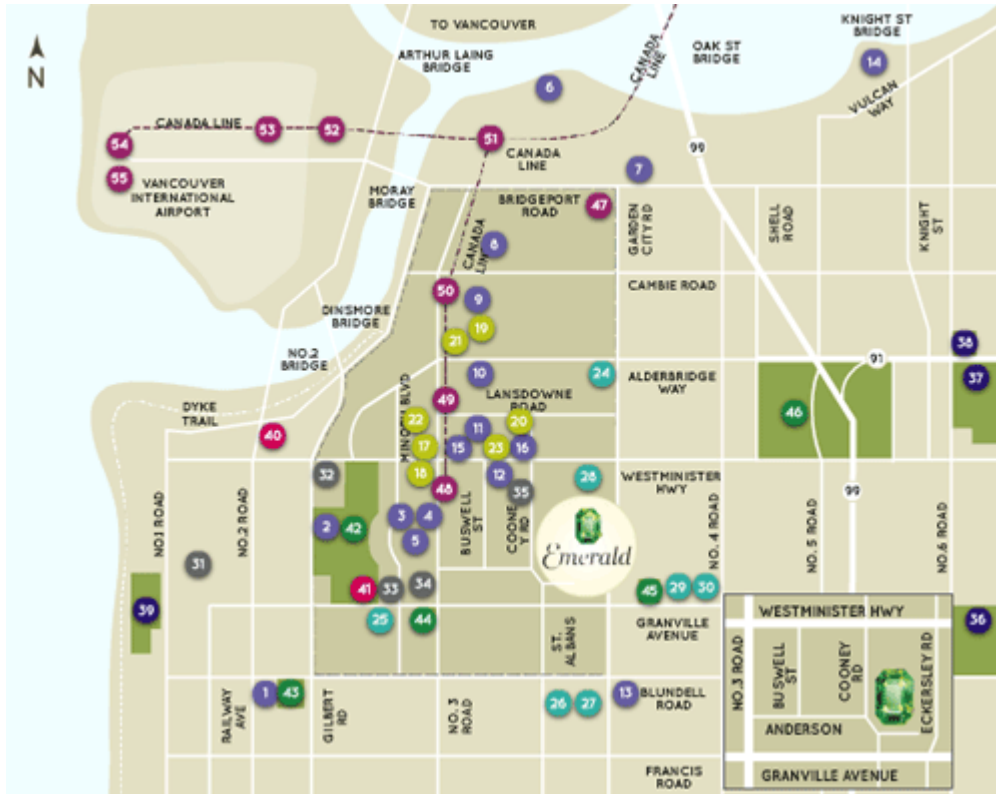 TO VANCOUVER
KNIGHT ST
BRIDGE
ARTHUR LAING
BRIDGE
CANADA
LINE
OAK ST
BRIDGE
14
6
VULCAN
WAY
N
CANADA LINE
53
52
51
54
99
CANADA
LINE
7
55
VANCOUVER
INTERNATIONAL
AIRPORT
MORAY
BRIDGE
BRIDGEPORT
ROAD
47
GARDEN
CITY RD
SHELL
ROAD
KNIGHT
ST
CANADA
LINE
8
50
9
CAMBIE ROAD
DINSMORE
BRIDGE
19
21
38
NO.2
BRIDGE
91
10
24
ALDERBRIDGE
WAY
37
LANSDOWNE
ROAD
49
DYKE
TRAIL
22
20
46
40
11
17
15
23
16
32
18
12
28
WESTMINSTER
HWY
48
35
99
NO.1 ROAD
NO.2 ROAD
3
4
2
42
5
BUSWELL
ST
COONE
Y RD
Emerald
NO. 4
ROAD
NO. 5 ROAD
NO.6 ROAD
31
41
33
34
45
29
30
39
25
44
ST.
ALBANS
GRANVILLE
AVENUE
36
WESTMINISTER HWY
NO.3 ROAD
BUSWELL
ST
COONEY
RD
ECKERSLEY RD
ANDERSON
GRANVILLE AVENUE
1
43
RAILWAY
AVE
GILBERT
RD
NO. 3
ROAD
26
27
13
BLUNDELL
ROAD
FRANCIS
ROAD